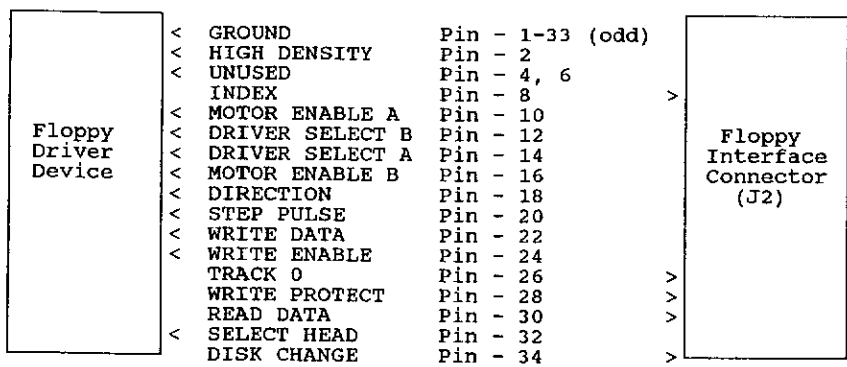 < GROUND Pin - 1-33 (odd)
< HIGH DENSITY Pin - 2
< UNUSED Pin - 4, 6
INDEX Pin - 8 >
< MOTOR ENABLE A Pin - 10
< DRIVER SELECT B Pin - 12
< DRIVER SELECT A Pin - 14
< MOTOR ENABLE B Pin - 16
< DIRECTION Pin - 18
< STEP PULSE Pin - 20
< WRITE DATA Pin - 22
< WRITE ENABLE Pin - 24
TRACK 0 Pin - 26 >
WRITE PROTECT Pin - 28 >
READ DATA Pin - 30 >
< SELECT HEAD Pin - 32
DISK CHANGE Pin - 34 >
Floppy
Driver
Device
Floppy
Interface
Connector
(J2)